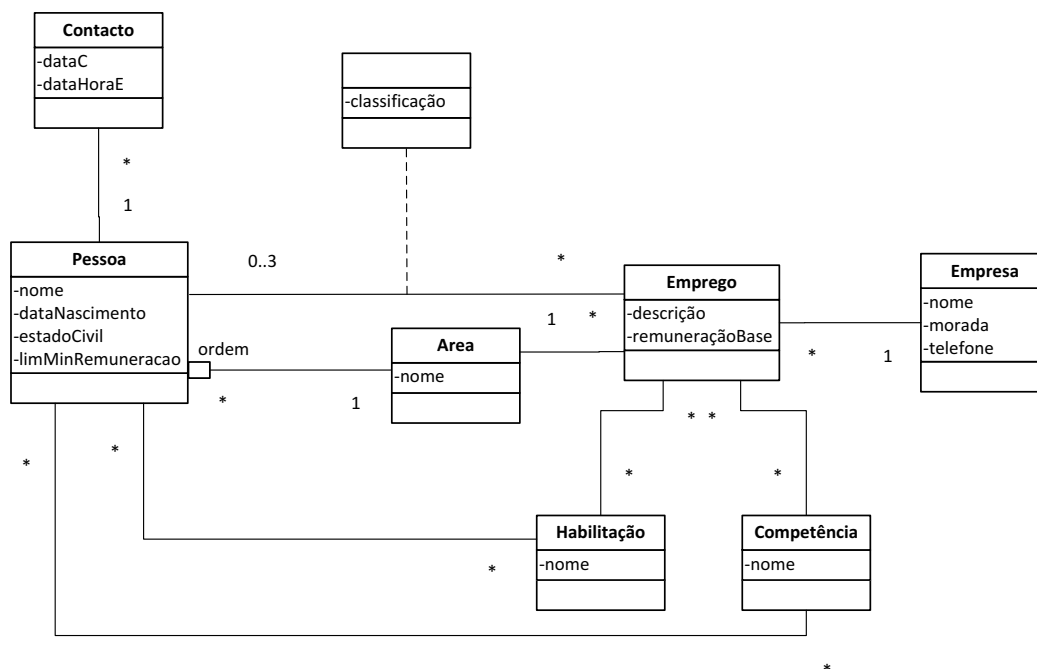 Contacto
-dataC
-dataHoraE
-classificação
*
1
Pessoa
-nome
-dataNascimento
-estadoCivil
-limMinRemuneracao
0..3
*
Emprego
-descrição
-remuneraçãoBase
Empresa
-nome
-morada
-telefone
1
*
ordem
Area
-nome
*
1
*
1
*
*
* *
*
*
Habilitação
-nome
Competência
-nome
*
*